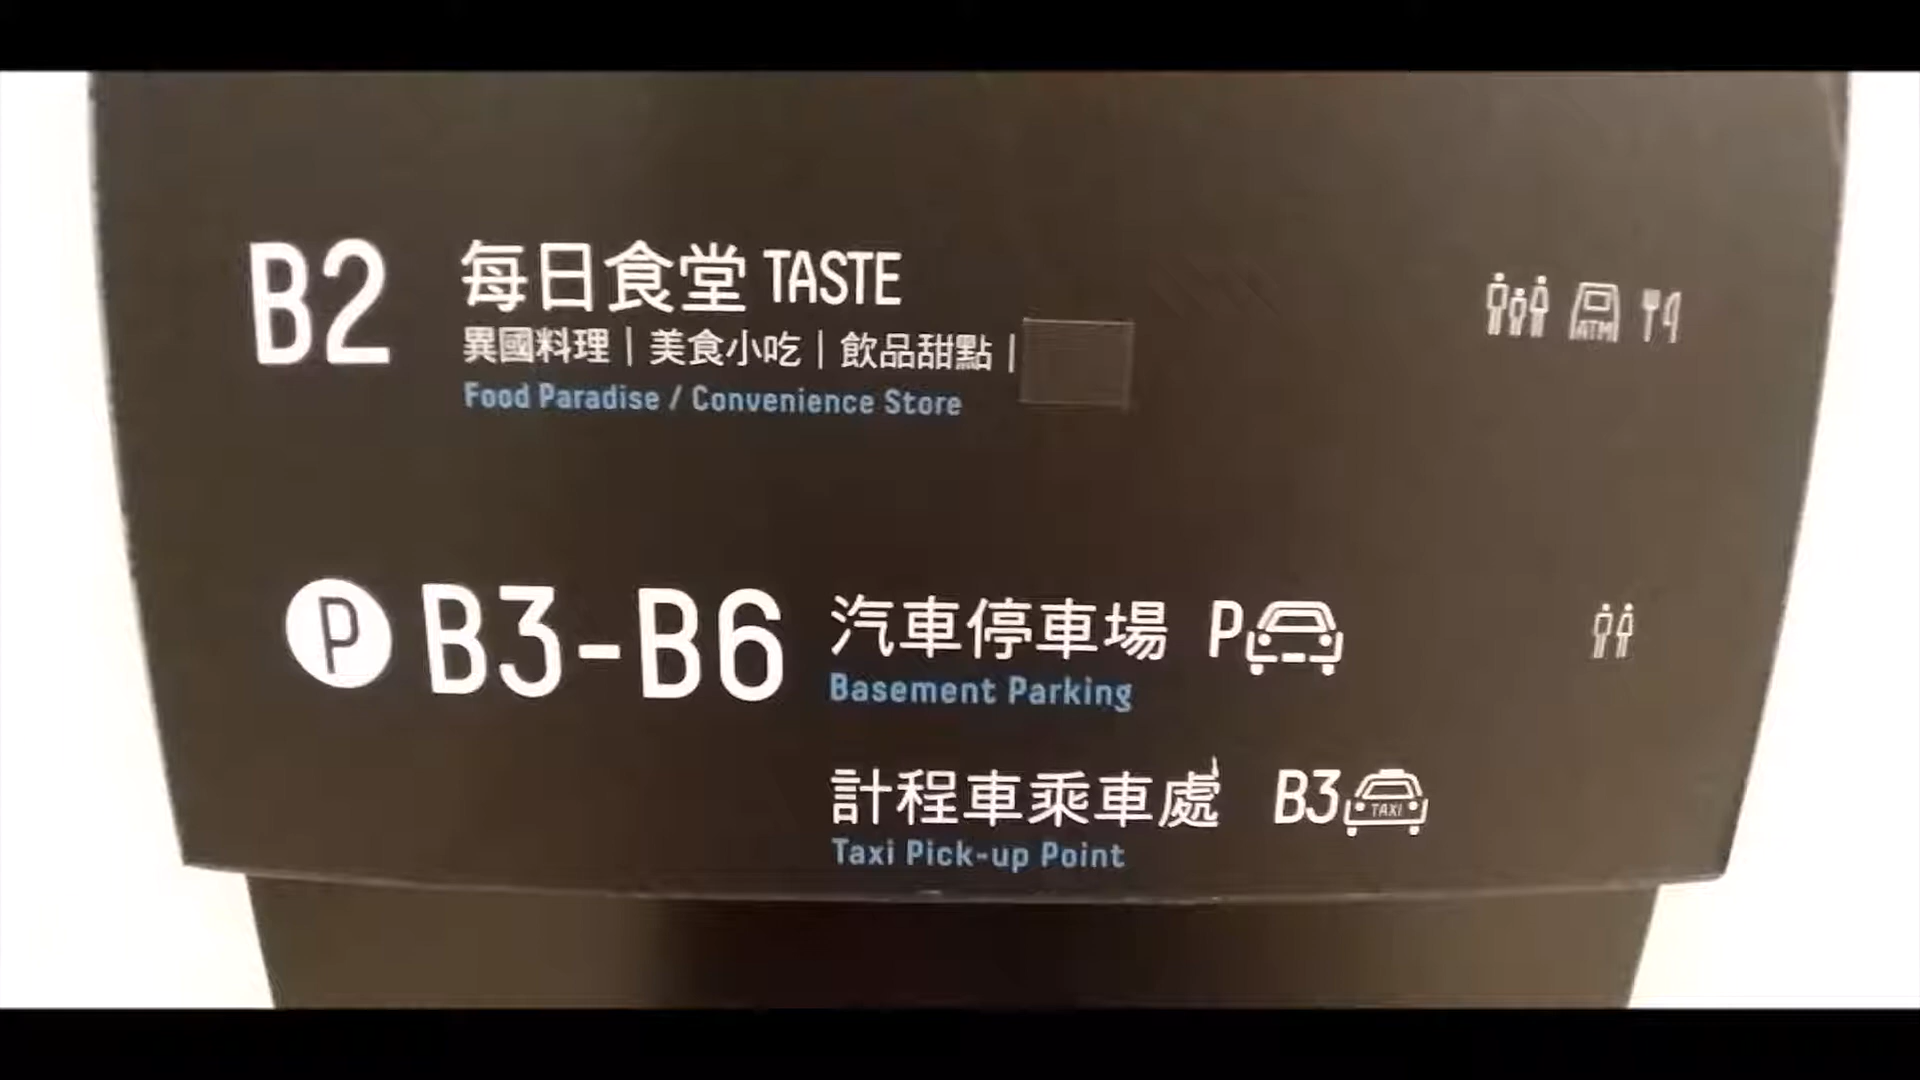 B2 每日食堂 TASTE
異國料理｜美食小吃｜飲品甜點｜
Food Paradise / Convenience Store
ATM
P B3-B6 汽車停車場 P
Basement Parking
計程車乘車處 B3 TAXI
Taxi Pick-up Point